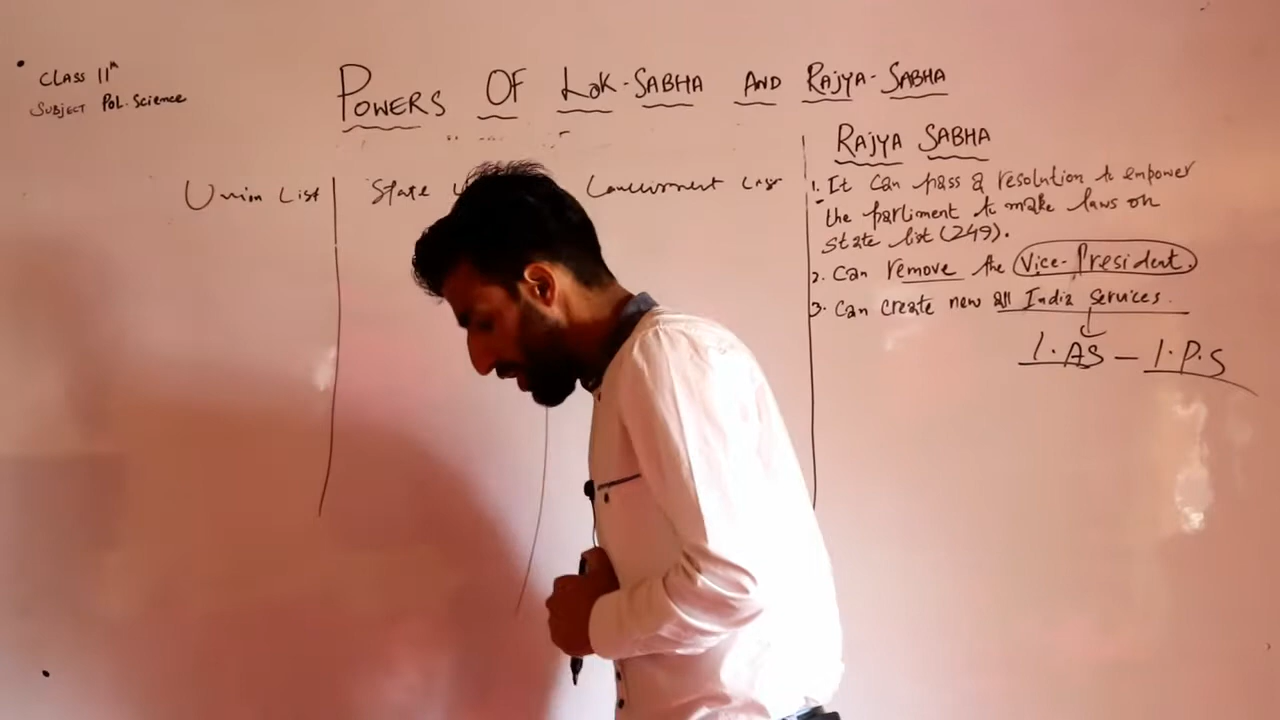 CLASS 11th
SUBJECT POL. Science
POWERS OF LOK-SABHA AND RAJYA-SABHA
Union List
State
Concurrent List
RAJYA SABHA
1. It can pass a resolution to empower
the parliment to make laws on
state list (249).
2. Can remove the Vice-President.
3. Can create new all India services.
I.AS - I.P.S